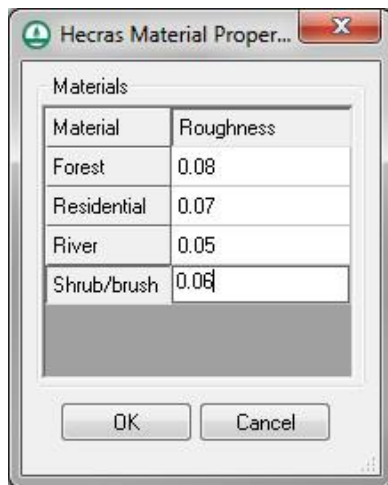 Hecras Material Proper...
Materials
Material Roughness
Forest 0.08
Residential 0.07
River 0.05
Shrub/brush 0.06
OK Cancel